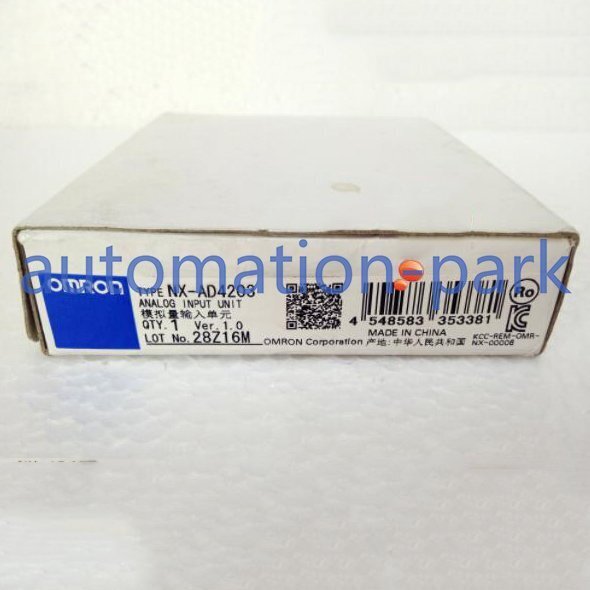 automation-park
OMRON
TYPE NX-AD4203
ANALOG INPUT UNIT
模拟量输入单元
QTY. 1 Ver. 1.0
LOT No. 28Z16M
4 548583 353381
MADE IN CHINA
OMRON Corporation 产地: 中华人民共和国
Ro
KCC-REM-OMR-
NX-00006